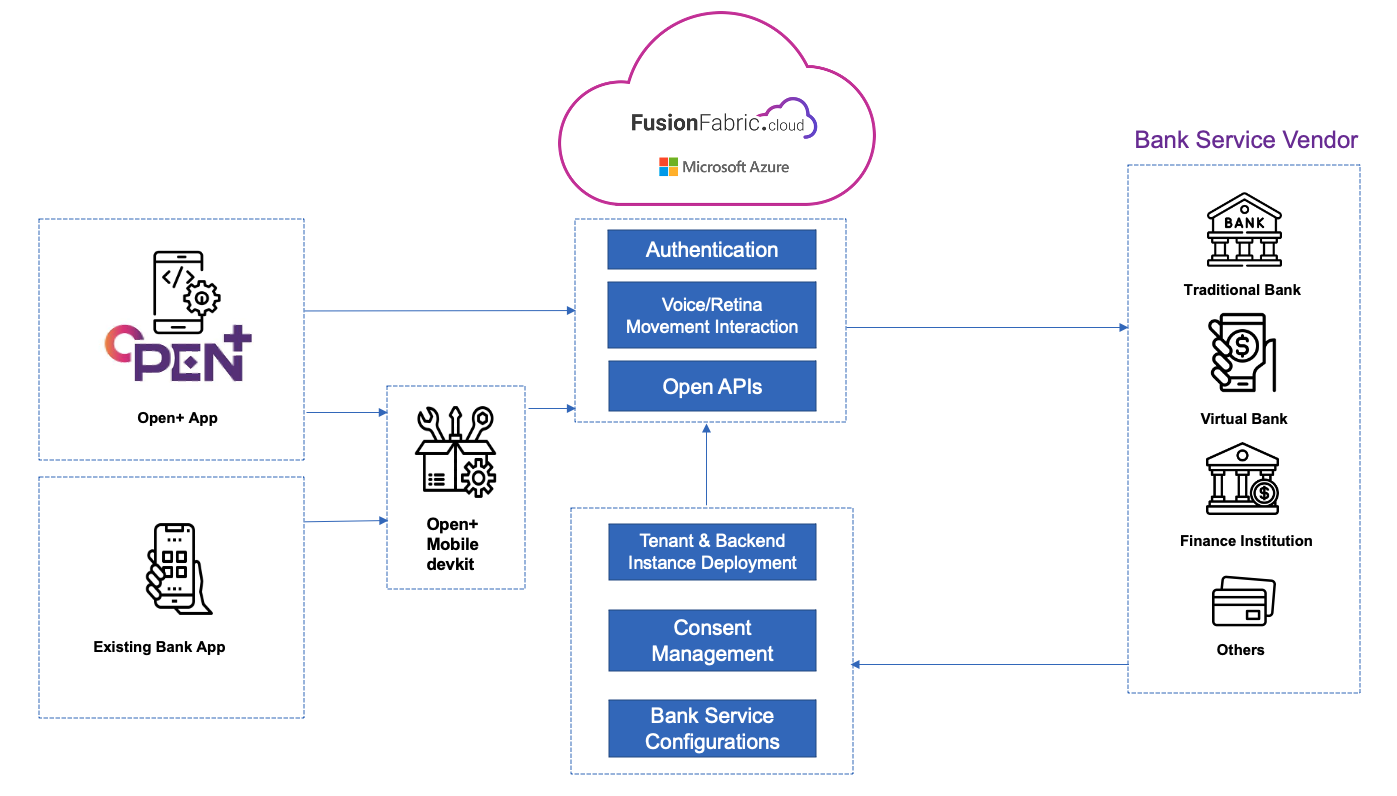 FusionFabric.cloud
Microsoft Azure
Bank Service Vendor
BANK
Traditional Bank
Virtual Bank
Finance Institution
Others
Authentication
Voice/Retina
Movement Interaction
Open APIs
OPEN+
Open+ App
Open+
Mobile
devkit
Existing Bank App
Tenant & Backend
Instance Deployment
Consent
Management
Bank Service
Configurations